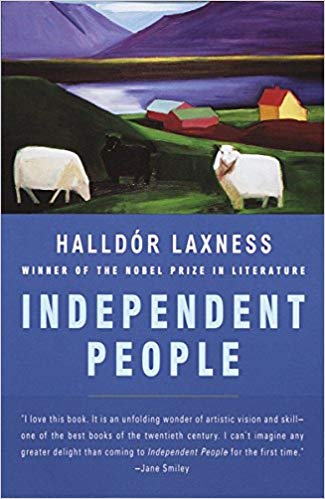 HALLDÓR LAXNESS
WINNER OF THE NOBEL PRIZE IN LITERATURE
INDEPENDENT
PEOPLE
"I love this book. It is an unfolding wonder of artistic vision and skill—
one of the best books of the twentieth century. I can't imagine any
greater delight than coming to Independent People for the first time."
—Jane Smiley